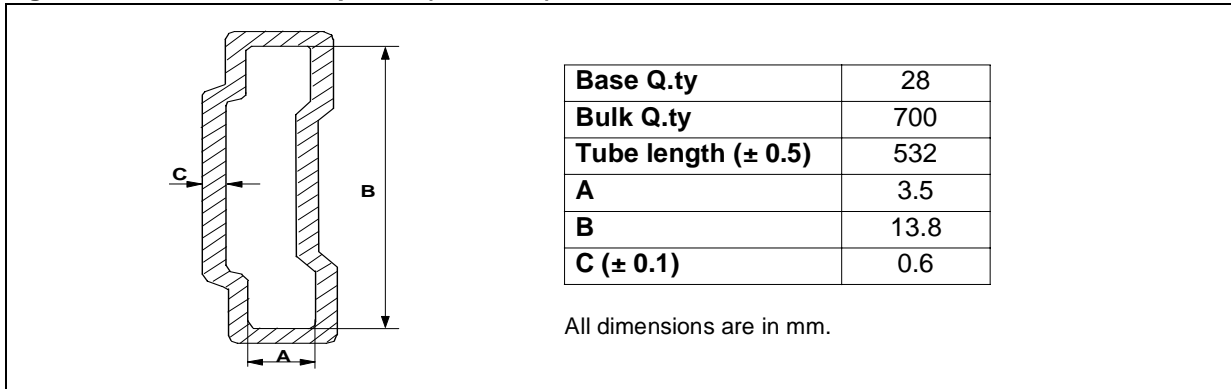 C
B
A
Base Q.ty 28
Bulk Q.ty 700
Tube length (± 0.5) 532
A 3.5
B 13.8
C (± 0.1) 0.6
All dimensions are in mm.